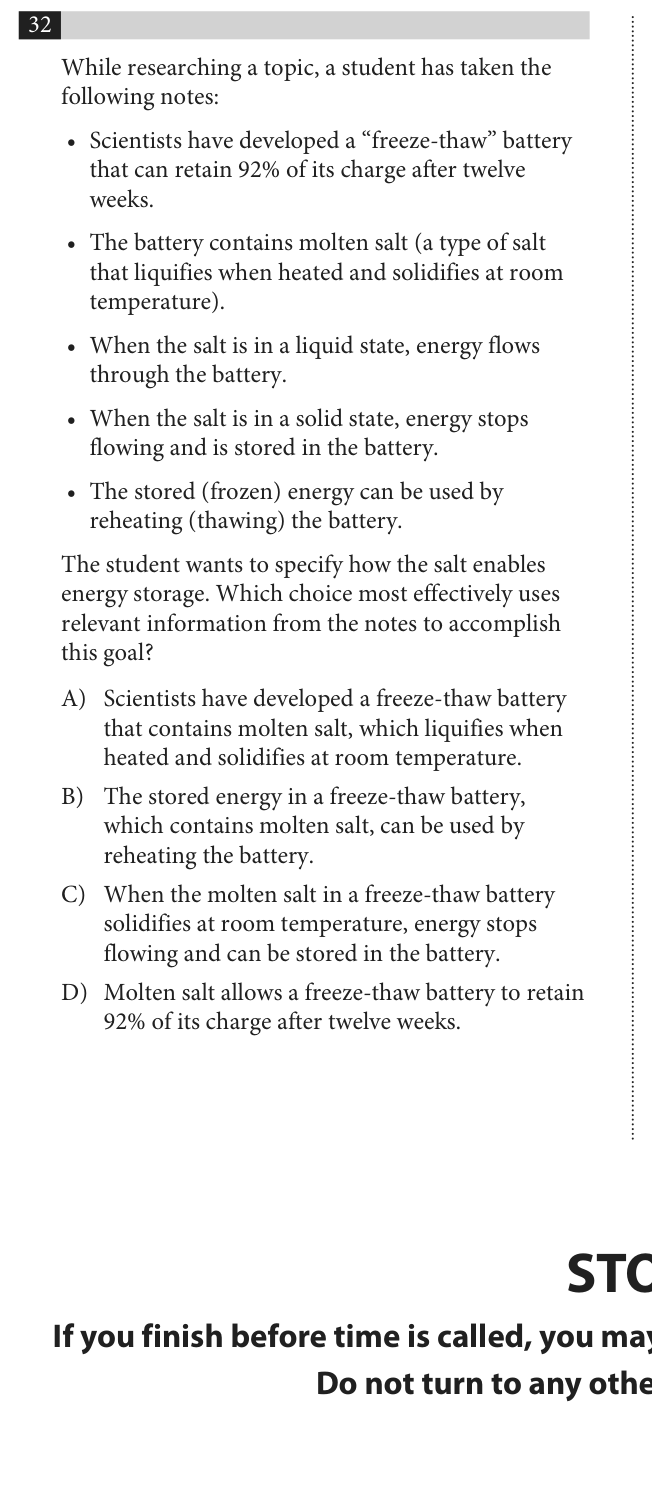 32
While researching a topic, a student has taken the
following notes:
• Scientists have developed a “freeze-thaw” battery
that can retain 92% of its charge after twelve
weeks.
• The battery contains molten salt (a type of salt
that liquifies when heated and solidifies at room
temperature).
• When the salt is in a liquid state, energy flows
through the battery.
• When the salt is in a solid state, energy stops
flowing and is stored in the battery.
• The stored (frozen) energy can be used by
reheating (thawing) the battery.
The student wants to specify how the salt enables
energy storage. Which choice most effectively uses
relevant information from the notes to accomplish
this goal?
A) Scientists have developed a freeze-thaw battery
that contains molten salt, which liquifies when
heated and solidifies at room temperature.
B) The stored energy in a freeze-thaw battery,
which contains molten salt, can be used by
reheating the battery.
C) When the molten salt in a freeze-thaw battery
solidifies at room temperature, energy stops
flowing and can be stored in the battery.
D) Molten salt allows a freeze-thaw battery to retain
92% of its charge after twelve weeks.
STO
If you finish before time is called, you may
Do not turn to any othe